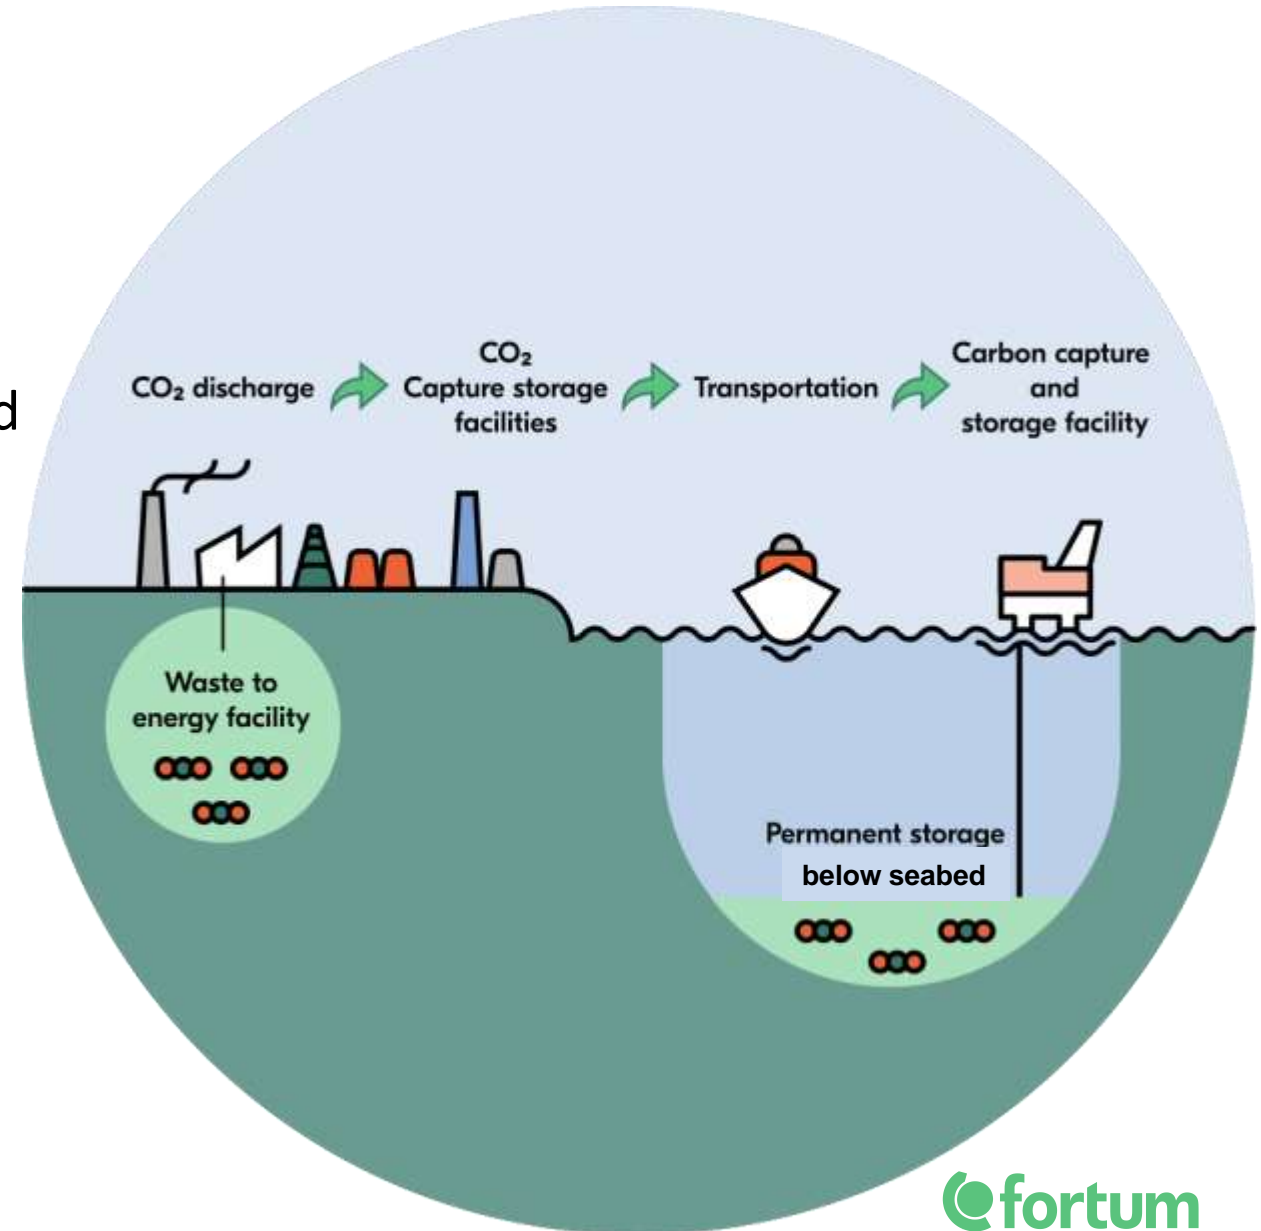 d
CO₂ discharge
CO₂
Capture storage
facilities
Transportation
Carbon capture
and
storage facility
Waste to
energy facility
Permanent storage
below seabed
fortum